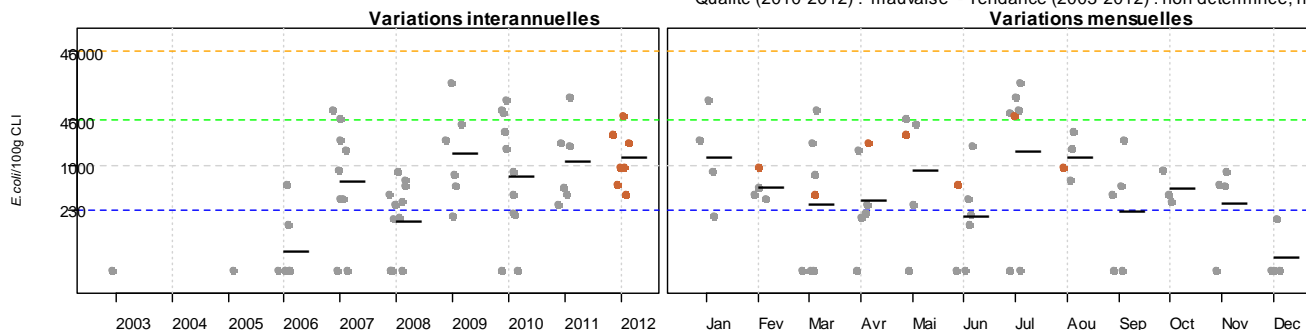 Qualité (2010-2012) : mauvaise Tendance (2003-2012) : non déterminée, n
Variations interannuelles
Variations mensuelles
46000
4600
1000
230
E.coli/100g CLI
2003 2004 2005 2006 2007 2008 2009 2010 2011 2012
Jan Fev Mar Avr Mai Jun Jul Aou Sep Oct Nov Dec